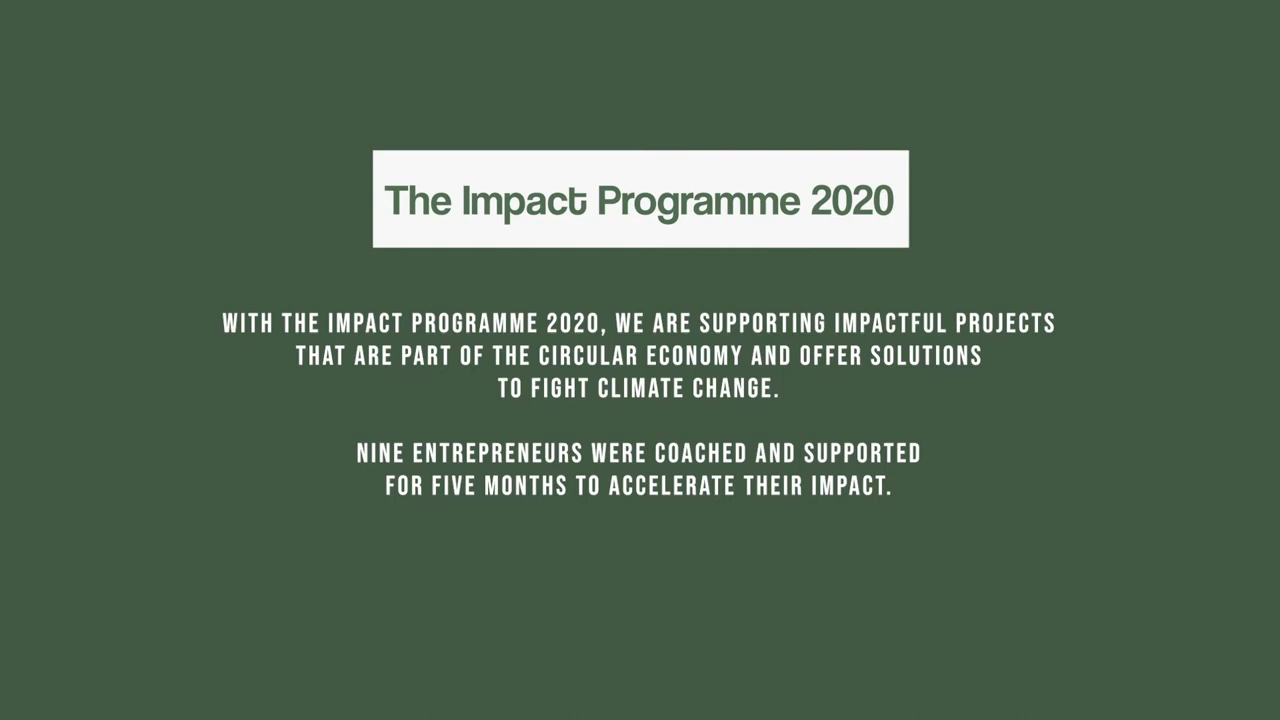 The Impact Programme 2020
WITH THE IMPACT PROGRAMME 2020, WE ARE SUPPORTING IMPACTFUL PROJECTS
THAT ARE PART OF THE CIRCULAR ECONOMY AND OFFER SOLUTIONS
TO FIGHT CLIMATE CHANGE.
NINE ENTREPRENEURS WERE COACHED AND SUPPORTED
FOR FIVE MONTHS TO ACCELERATE THEIR IMPACT.